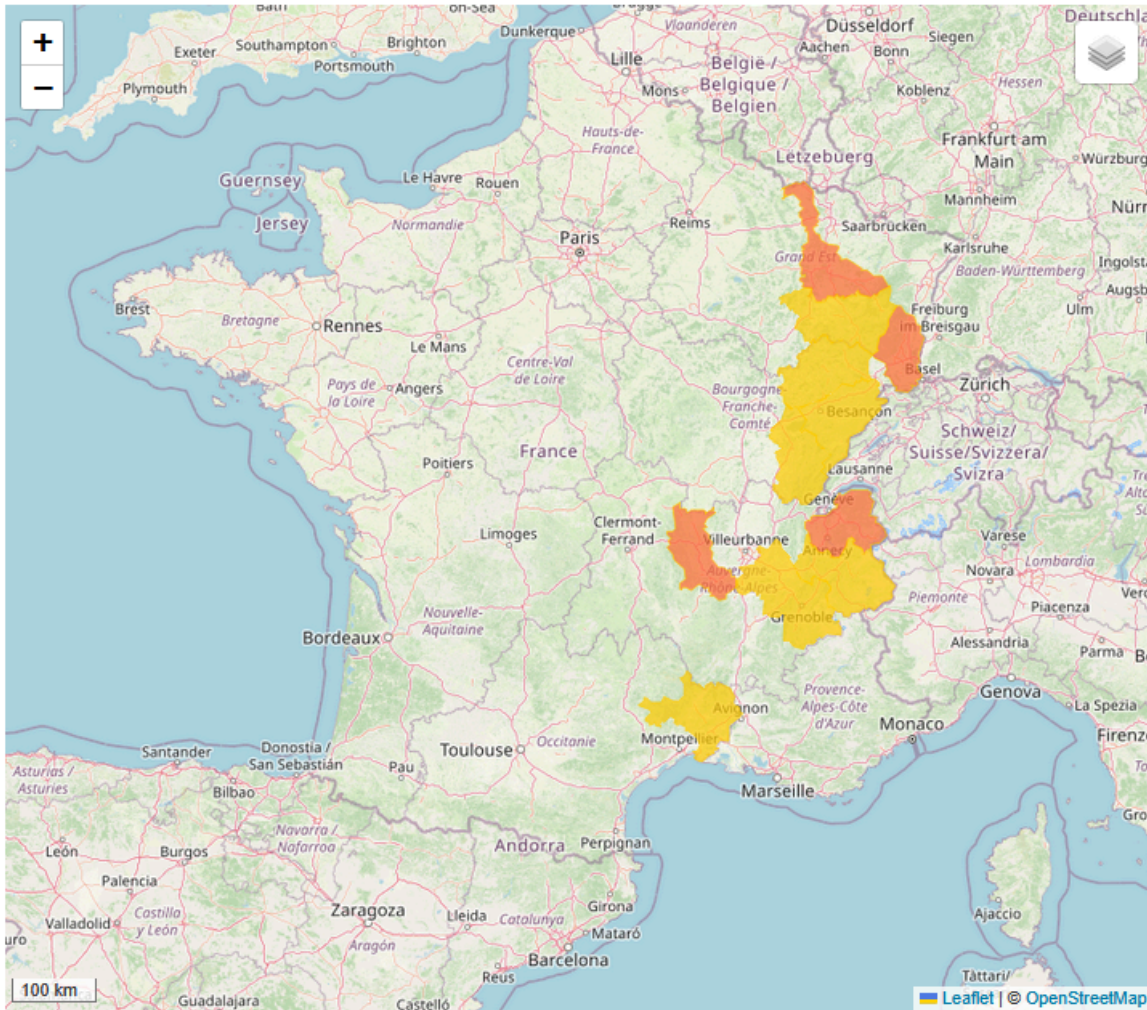 +
−
Bath
on-Sea
Brugge
Deutschla
Exeter
Southampton
Brighton
Portsmouth
Plymouth
Dunkerque
Vlaanderen
Düsseldorf
Aachen
Bonn
Siegen
Lille
België /
Belgique /
Belgien
Mons
Koblenz
Hessen
Hauts-de-
France
Frankfurt am
Main
Lëtzebuerg
Würzburg
Guernsey
Le Havre
Rouen
Mannheim
Nürr
Jersey
Normandie
Reims
Saarbrücken
Paris
Karlsruhe
Grand Est
Baden-Württemberg
Ingolst
Augsb
Brest
Bretagne
Rennes
Freiburg
im Breisgau
Ulm
Le Mans
Centre-Val
de Loire
Basel
Zürich
Pays de
la Loire
Angers
Bourgogne
Franche-
Comté
Besançon
France
Schweiz/
Suisse/Svizzera/
Svizra
Poitiers
Lausanne
Genève
Clermont-
Ferrand
Limoges
Villeurbanne
Annecy
Varese
Lombardia
Auvergne-
Rhône-Alpes
Novara
Nouvelle-
Aquitaine
Grenoble
Piemonte
Piacenza
Bordeaux
Alessandria
Parma
Genova
Provence-
Alpes-Côte
d'Azur
Avignon
La Spezia
Monaco
Montpellier
Toulouse
Occitanie
Firenze
Santander
Donostia /
San Sebastián
Pau
Marseille
Asturias /
Asturies
Bilbao
Navarra /
Nafarroa
Andorra
Perpignan
León
Burgos
Palencia
Castilla
y León
Valladolid
Zaragoza
Lleida
Catalunya
Girona
Mataró
Ajaccio
Aragón
Barcelona
Reus
100 km
Guadalajara
Castelló
Tàttari/
Leaflet | © OpenStreetMap